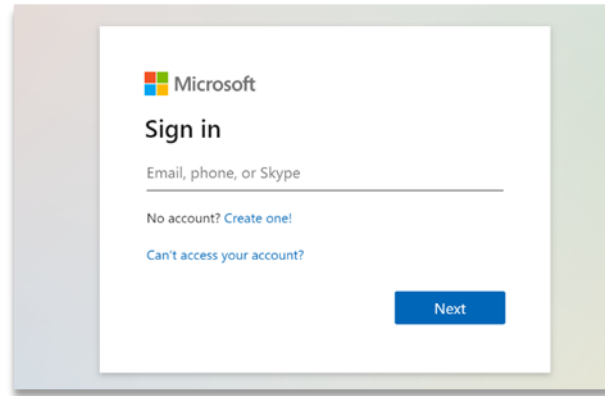 Microsoft
Sign in
Email, phone, or Skype
No account? Create one!
Can't access your account?
Next